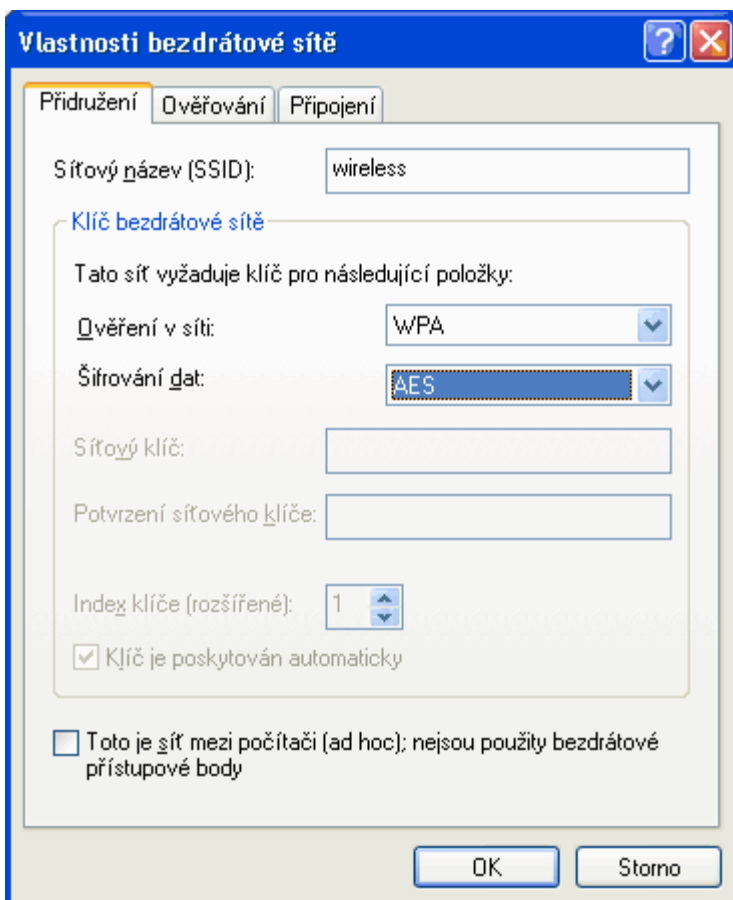 Vlastnosti bezdrátové sítě
Přidružení Ověřování Připojení
Síťový název (SSID): wireless
Klíč bezdrátové sítě
Tato síť vyžaduje klíč pro následující položky:
Ověření v síti: WPA
Šifrování dat: AES
Síťový klíč:
Potvrzení síťového klíče:
Index klíče (rozšířené): 1
Klíč je poskytován automaticky
Toto je síť mezi počítači (ad hoc); nejsou použity bezdrátové
přístupové body
OK Storno